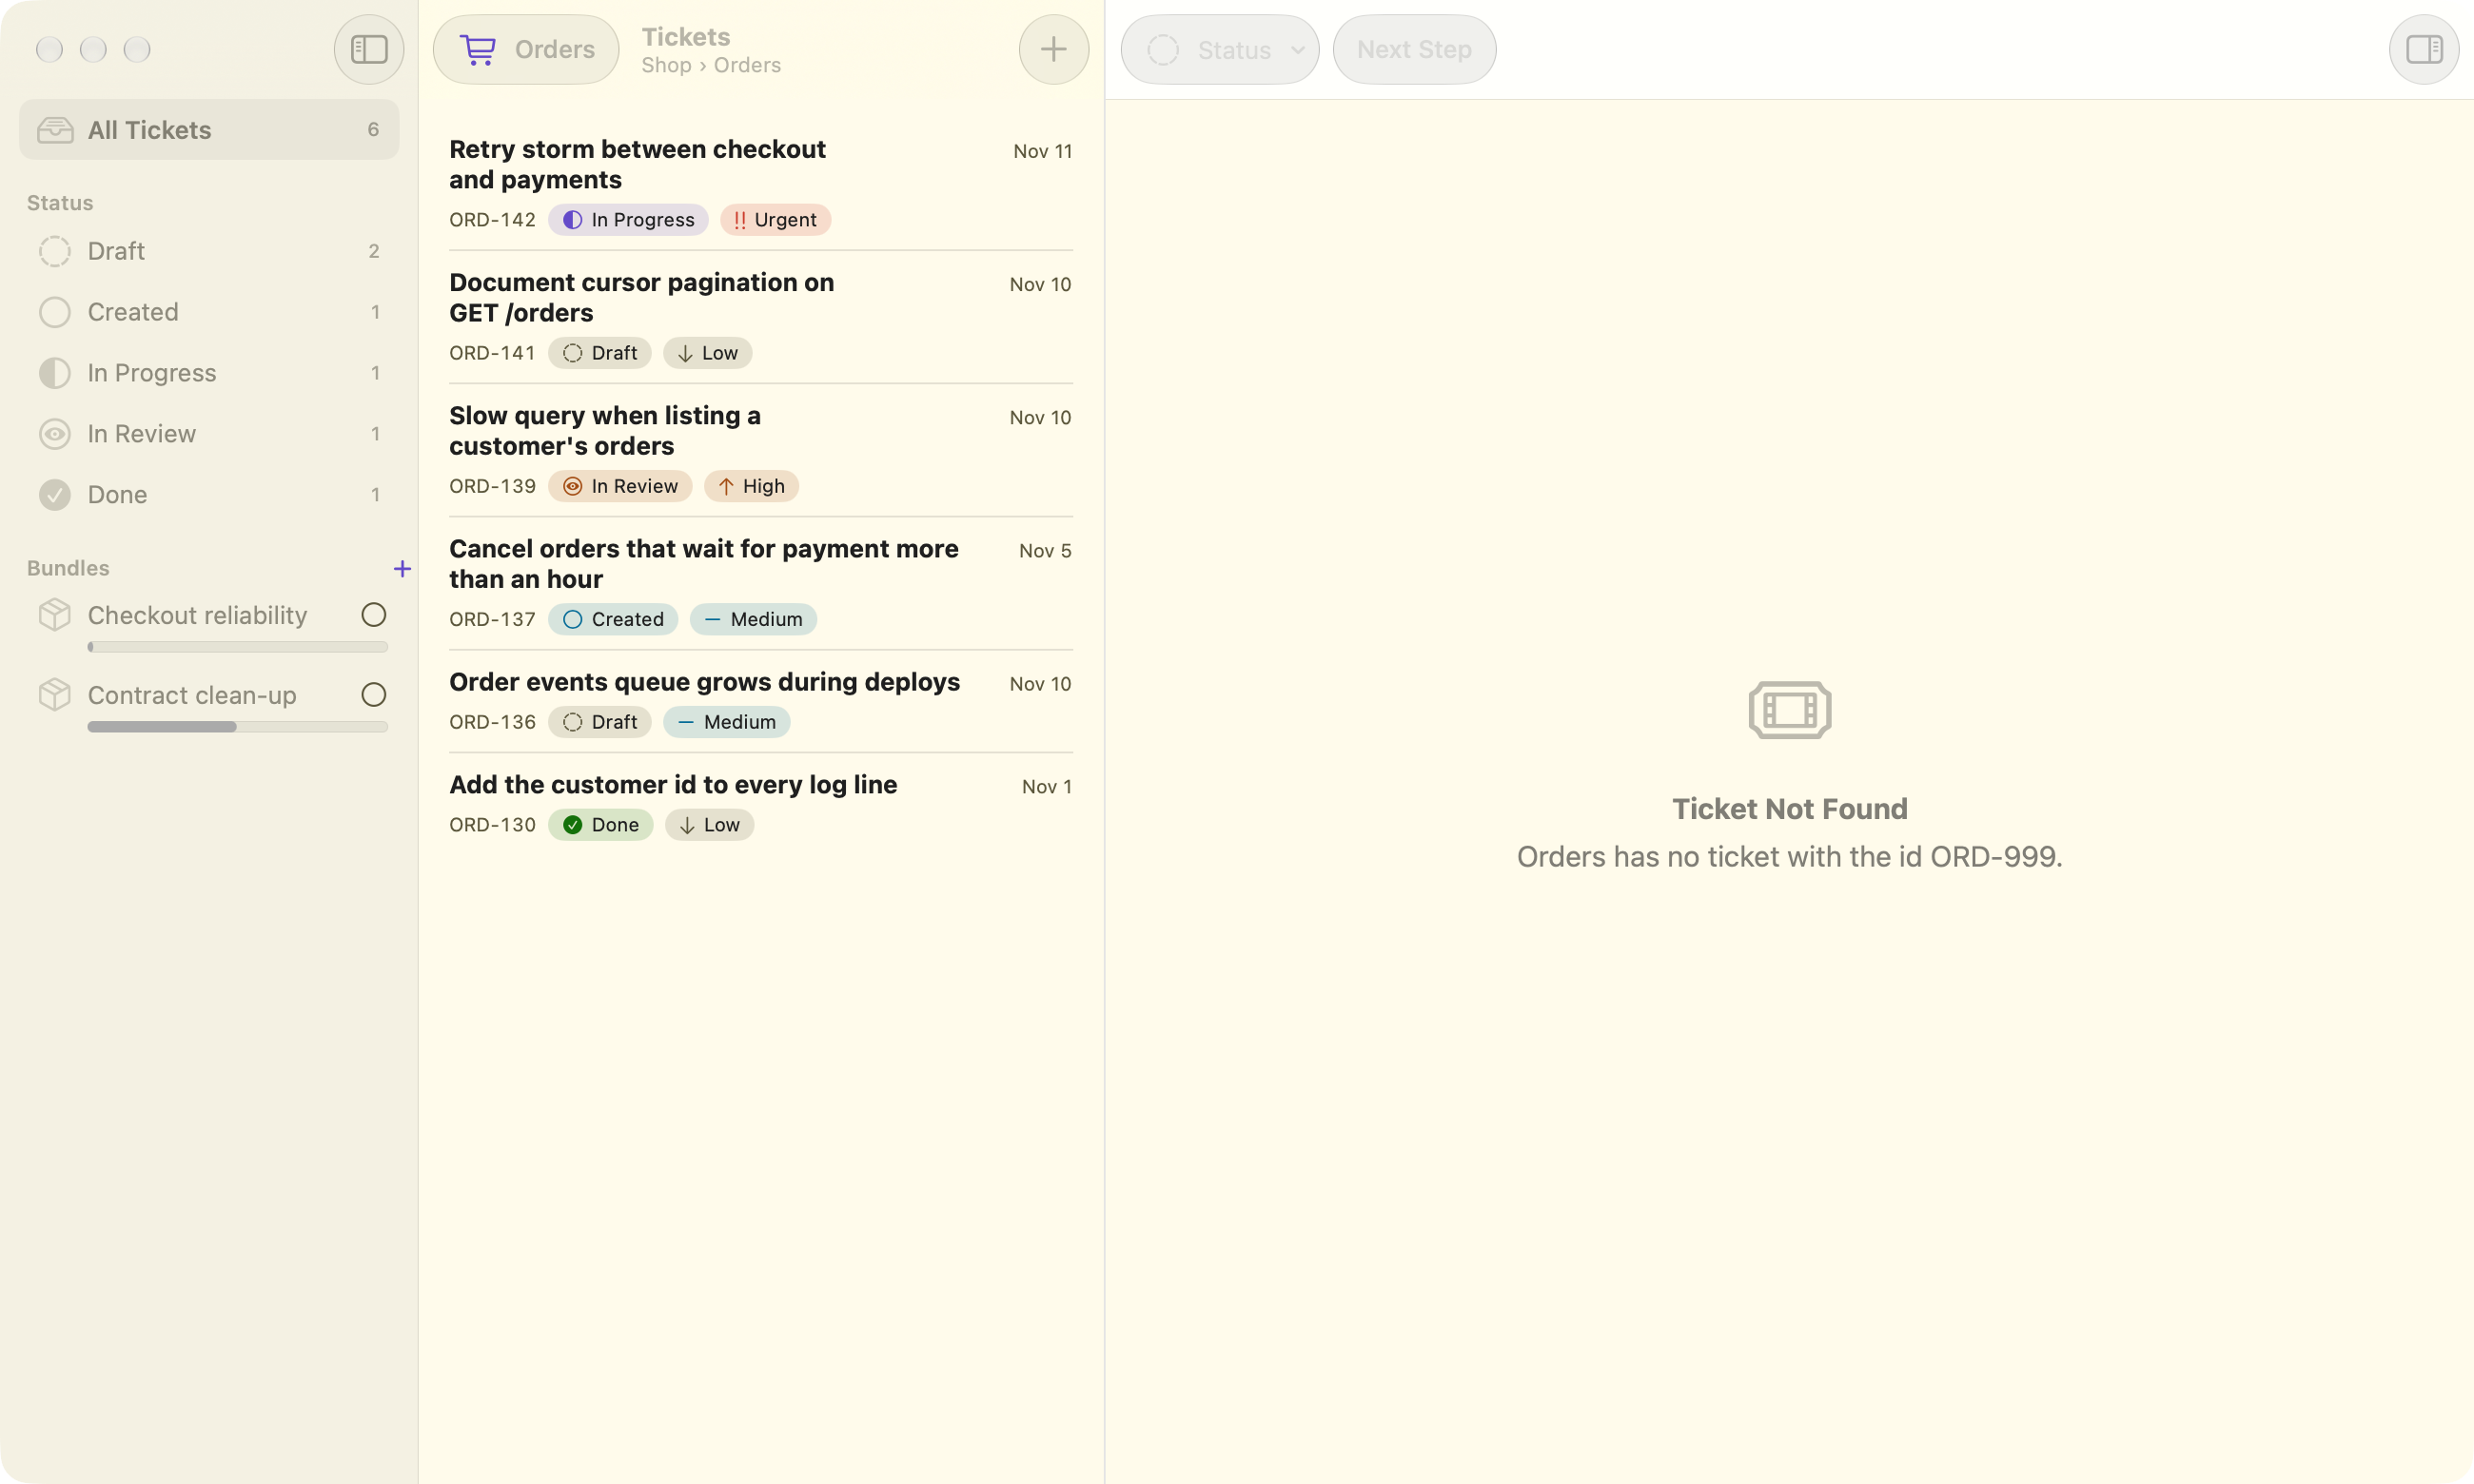 Orders
Tickets
Shop › Orders
Status
Next Step
All Tickets 6
Status
Draft 2
Created 1
In Progress 1
In Review 1
Done 1
Bundles
Checkout reliability
Contract clean-up
Retry storm between checkout Nov 11
and payments
ORD-142 In Progress Urgent
Document cursor pagination on Nov 10
GET /orders
ORD-141 Draft Low
Slow query when listing a Nov 10
customer's orders
ORD-139 In Review High
Cancel orders that wait for payment more Nov 5
than an hour
ORD-137 Created Medium
Order events queue grows during deploys Nov 10
ORD-136 Draft Medium
Add the customer id to every log line Nov 1
ORD-130 Done Low
Ticket Not Found
Orders has no ticket with the id ORD-999.